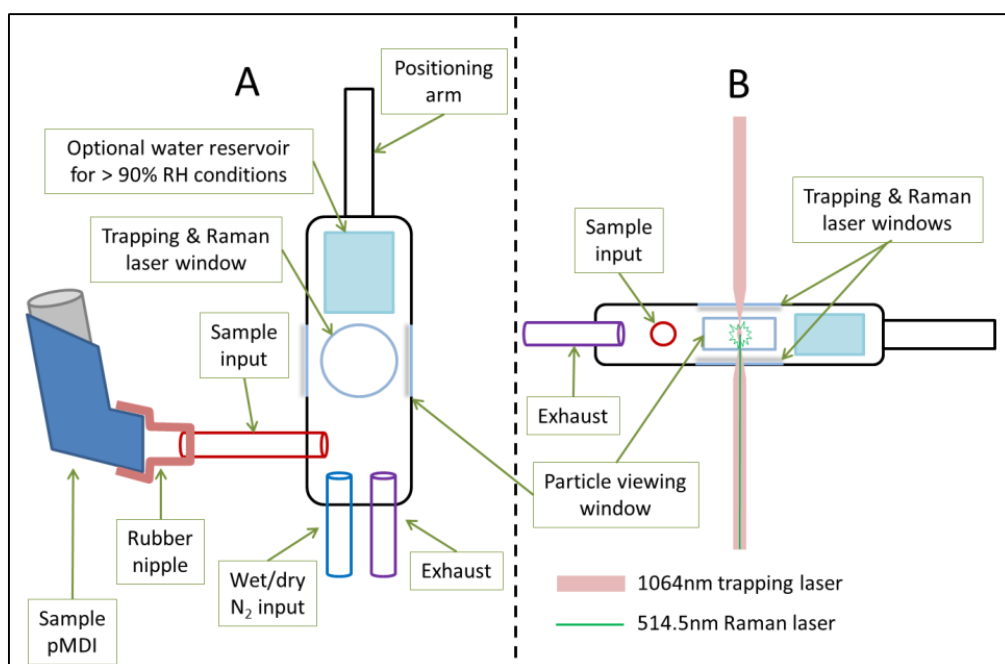 A
Positioning
arm
Optional water reservoir
for > 90% RH conditions
Trapping & Raman
laser window
Sample
input
Rubber
nipple
Sample
pMDI
Wet/dry
N₂ input
Exhaust
B
Trapping & Raman
laser windows
Sample
input
Exhaust
Particle viewing
window
1064nm trapping laser
514.5nm Raman laser